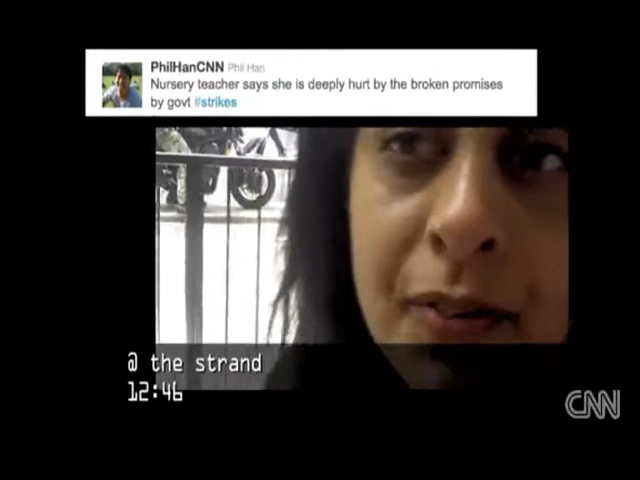 PhilHanCNN Phil Han
Nursery teacher says she is deeply hurt by the broken promises
by govt #strikes
@ the strand
12:46
CNN